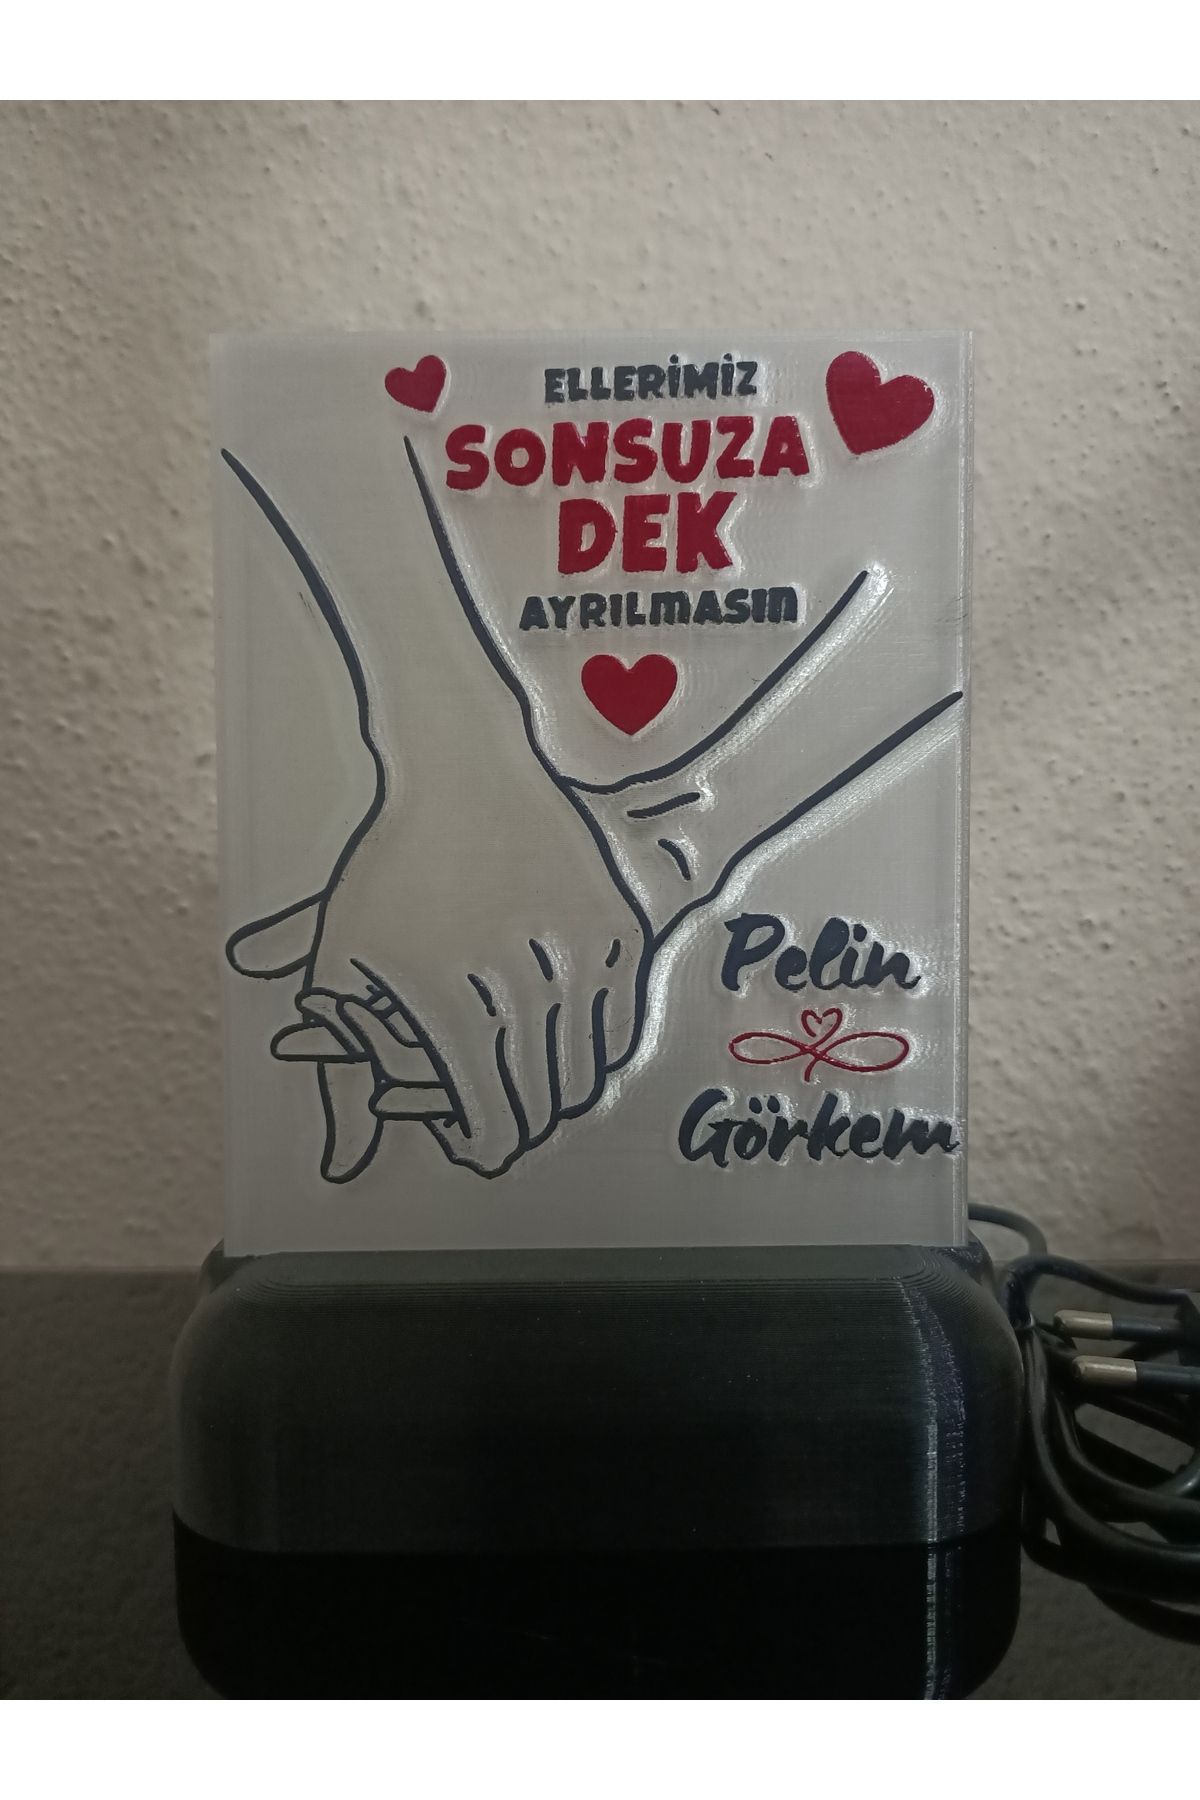 ELLERİMİZ
SONSUZA
DEK
AYRILMASIN
Pelin
Görkem